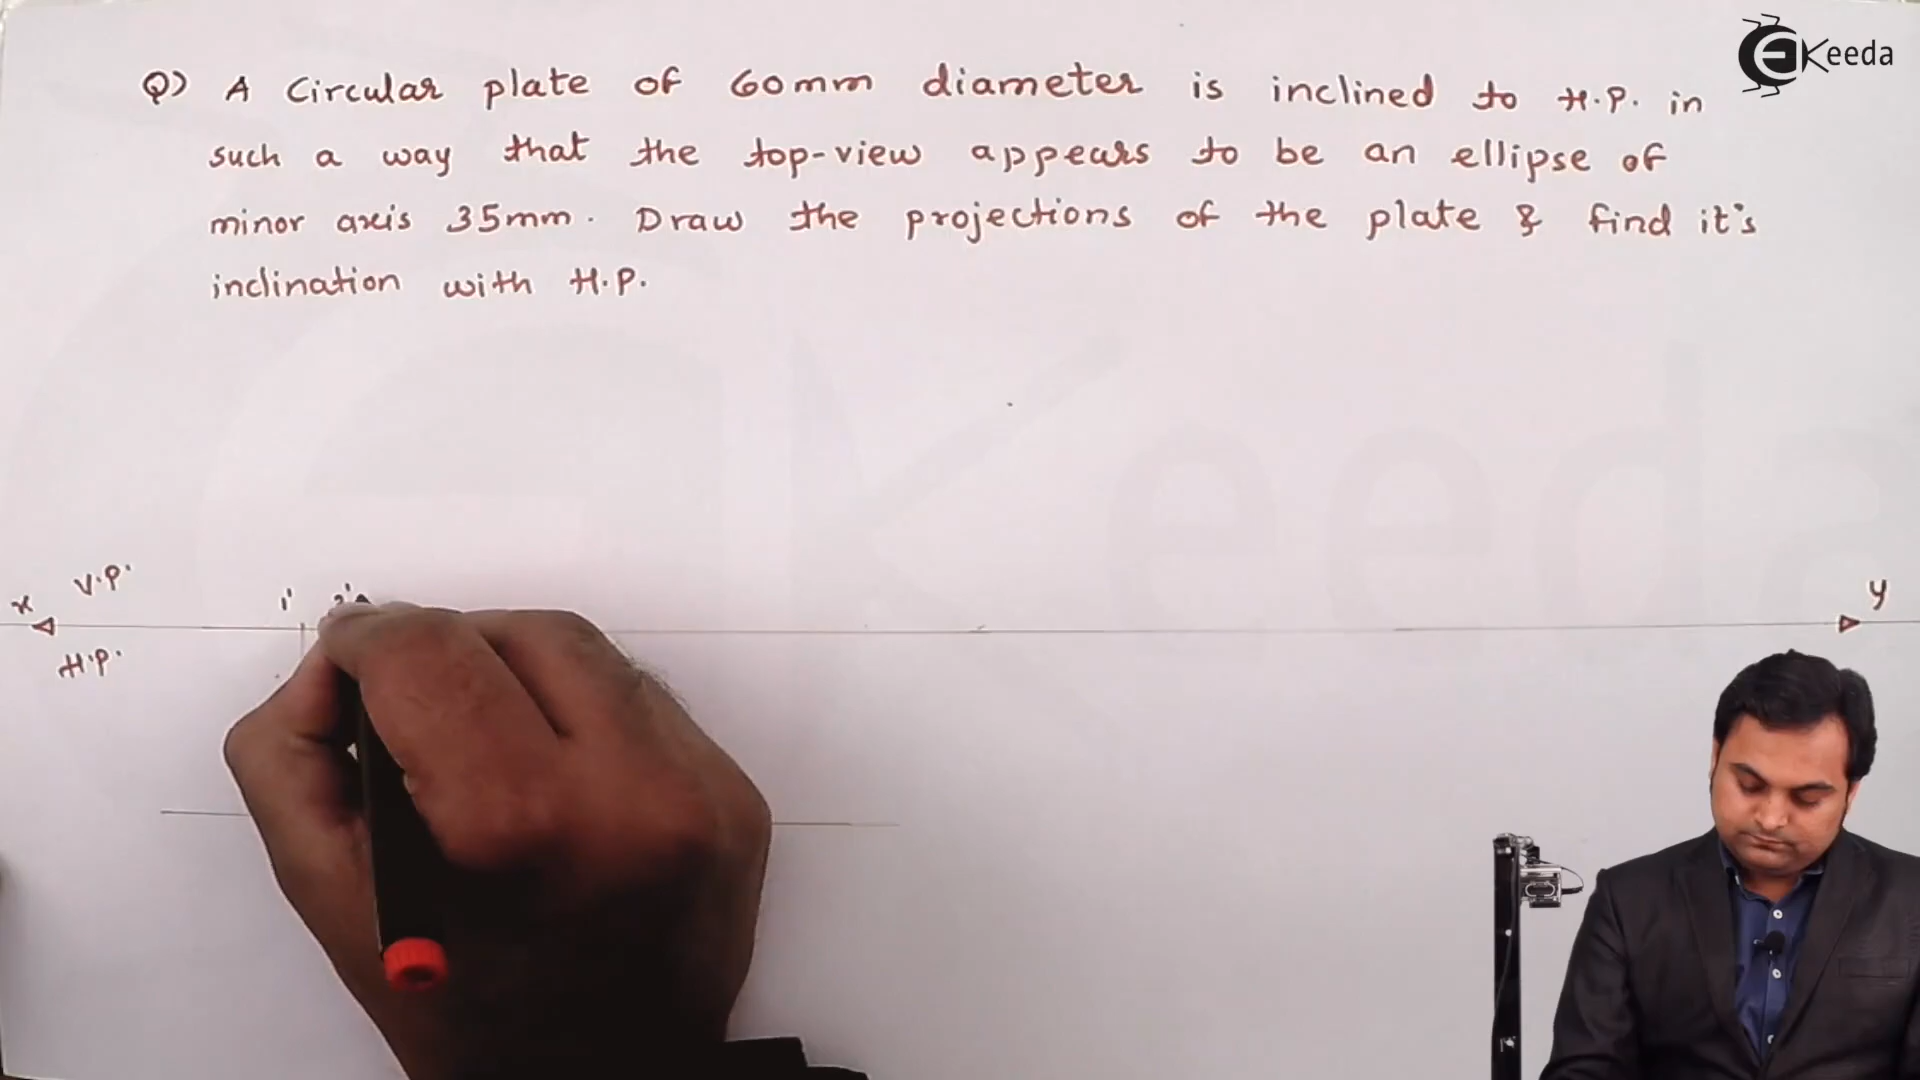 Keeda
Q) A Circular plate of 60mm diameter is inclined to H.P. in
such a way that the top-view appears to be an ellipse of
minor axis 35mm. Draw the projections of the plate & find it's
inclination with H.P.
V.P.
x
H.P.
1'
2'
y